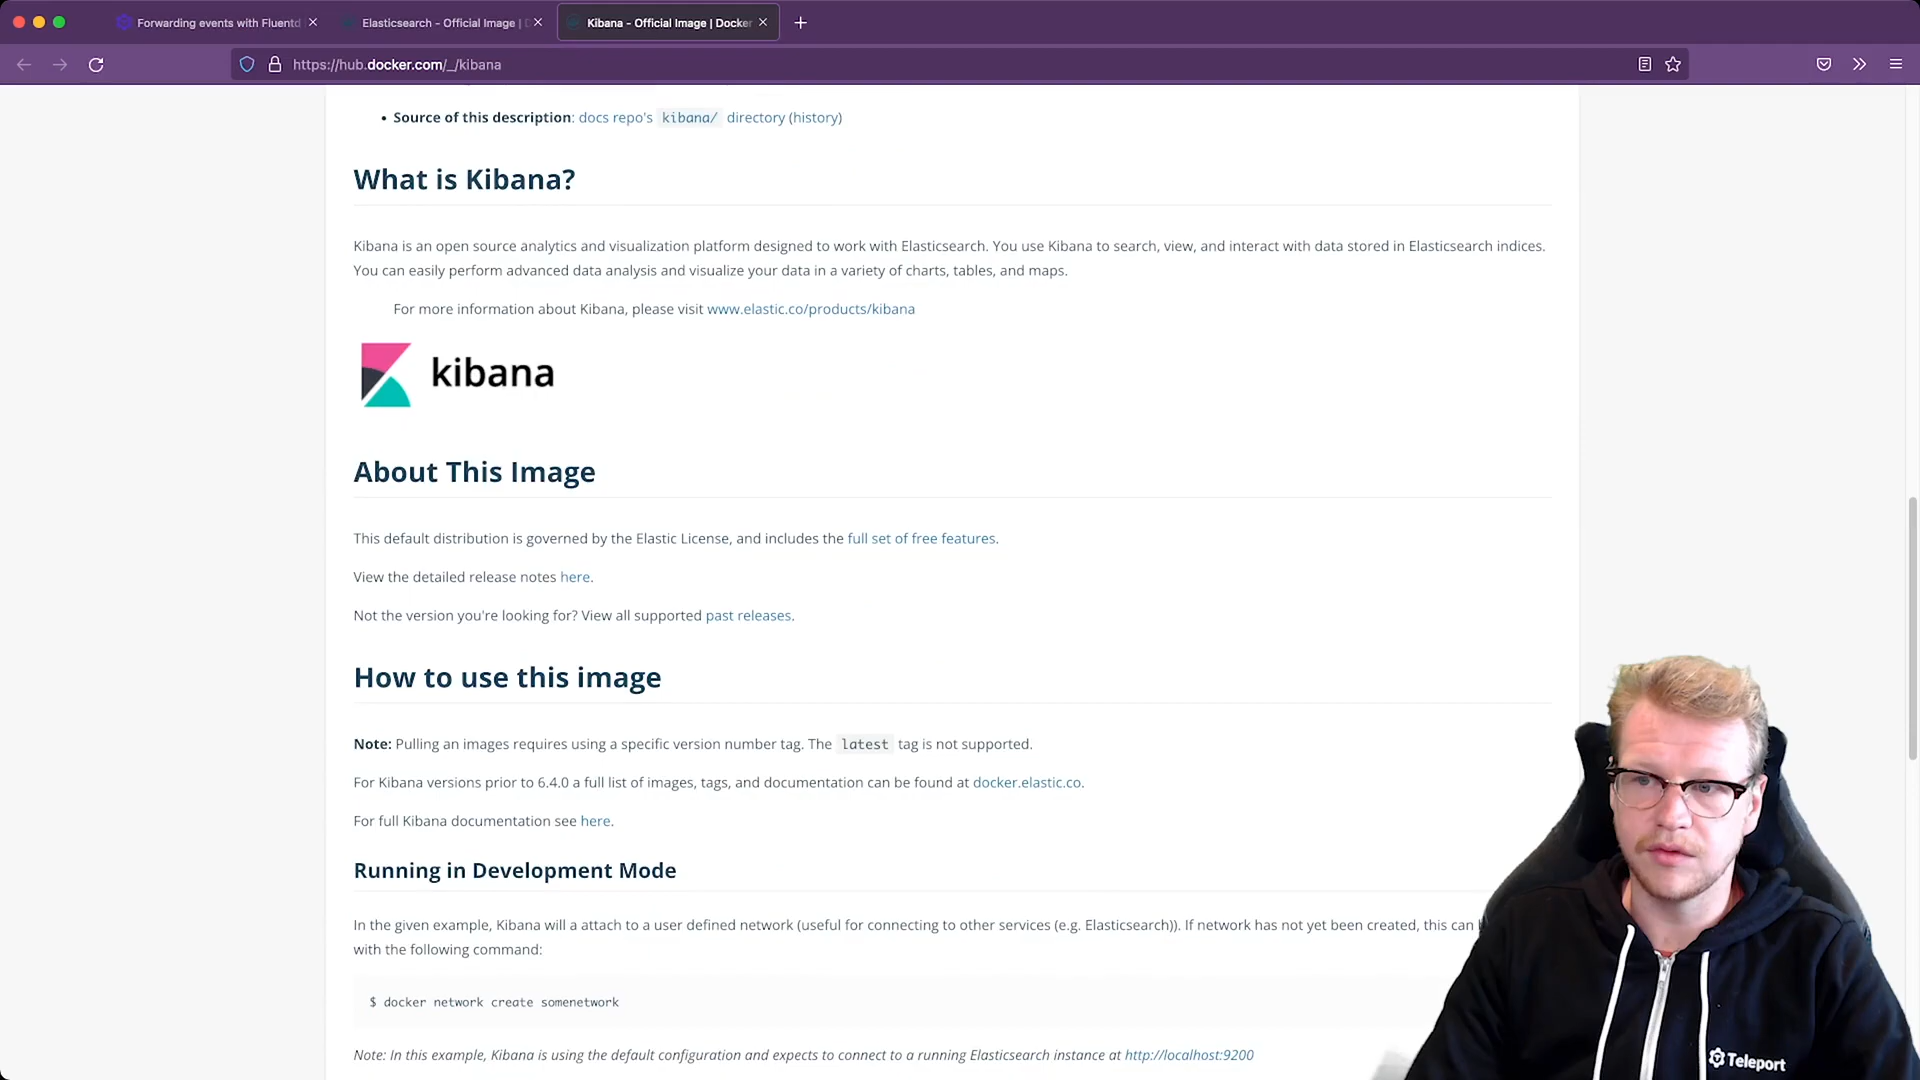 Forwarding events with Fluentd
Elasticsearch - Official Image | D
Kibana - Official Image | Docker
https://hub.docker.com/_/kibana
• Source of this description: docs repo's kibana/ directory (history)
What is Kibana?
Kibana is an open source analytics and visualization platform designed to work with Elasticsearch. You use Kibana to search, view, and interact with data stored in Elasticsearch indices.
You can easily perform advanced data analysis and visualize your data in a variety of charts, tables, and maps.
For more information about Kibana, please visit www.elastic.co/products/kibana
kibana
About This Image
This default distribution is governed by the Elastic License, and includes the full set of free features.
View the detailed release notes here.
Not the version you're looking for? View all supported past releases.
How to use this image
Note: Pulling an images requires using a specific version number tag. The latest tag is not supported.
For Kibana versions prior to 6.4.0 a full list of images, tags, and documentation can be found at docker.elastic.co.
For full Kibana documentation see here.
Running in Development Mode
In the given example, Kibana will a attach to a user defined network (useful for connecting to other services (e.g. Elasticsearch)). If network has not yet been created, this can
with the following command:
$ docker network create somenetwork
Note: In this example, Kibana is using the default configuration and expects to connect to a running Elasticsearch instance at http://localhost:9200
Teleport